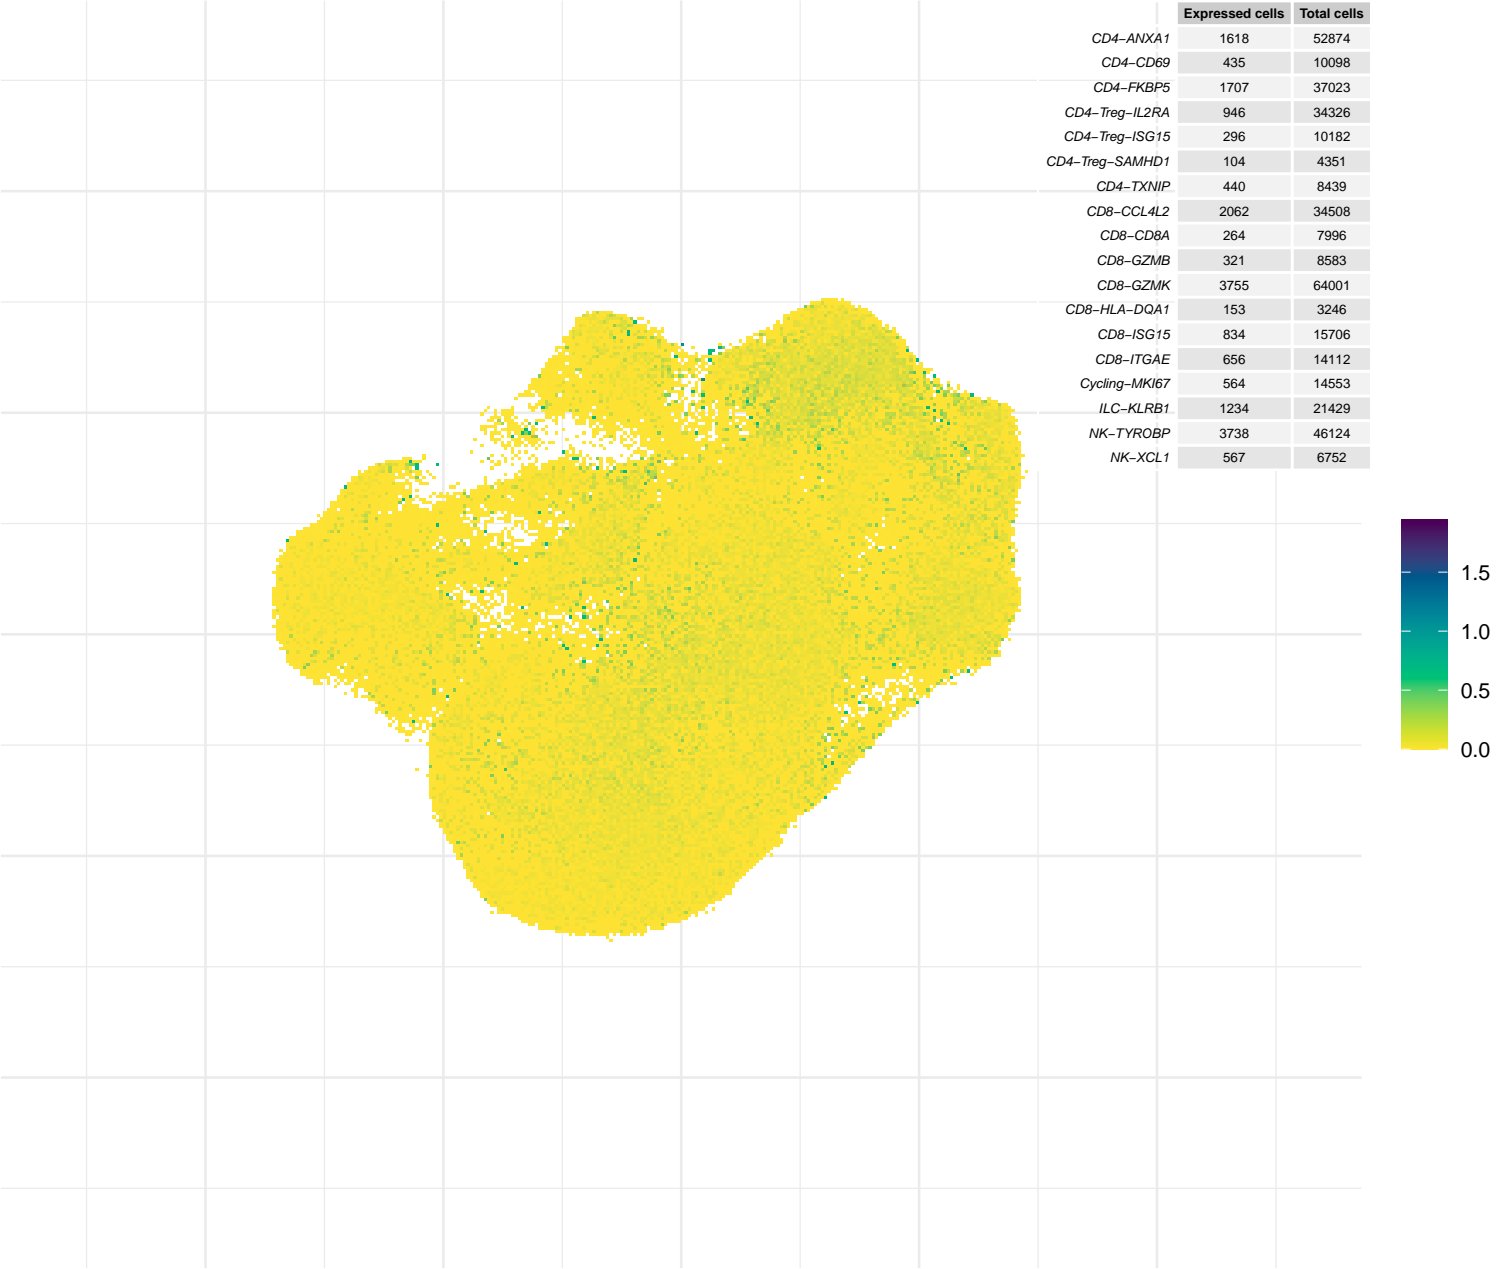 Expressed cells Total cells
CD4−ANXA1 1618 52874
CD4−CD69 435 10098
CD4−FKBP5 1707 37023
CD4−Treg−IL2RA 946 34326
CD4−Treg−ISG15 296 10182
CD4−Treg−SAMHD1 104 4351
CD4−TXNIP 440 8439
CD8−CCL4L2 2062 34508
CD8−CD8A 264 7996
CD8−GZMB 321 8583
CD8−GZMK 3755 64001
CD8−HLA−DQA1 153 3246
CD8−ISG15 834 15706
CD8−ITGAE 656 14112
Cycling−MKI67 564 14553
ILC−KLRB1 1234 21429
NK−TYROBP 3738 46124
NK−XCL1 567 6752
1.5
1.0
0.5
0.0